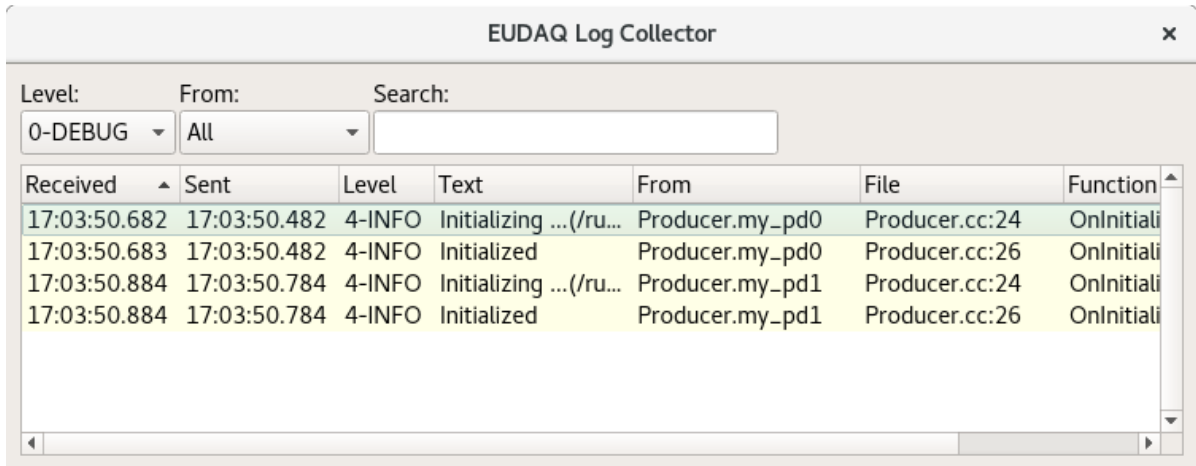 EUDAQ Log Collector
Level: From: Search:
0-DEBUG All
Received Sent Level Text From File Function
17:03:50.682 17:03:50.482 4-INFO Initializing ...(/ru... Producer.my_pd0 Producer.cc:24 OnInitiali
17:03:50.683 17:03:50.482 4-INFO Initialized Producer.my_pd0 Producer.cc:26 OnInitiali
17:03:50.884 17:03:50.784 4-INFO Initializing ...(/ru... Producer.my_pd1 Producer.cc:24 OnInitiali
17:03:50.884 17:03:50.784 4-INFO Initialized Producer.my_pd1 Producer.cc:26 OnInitiali